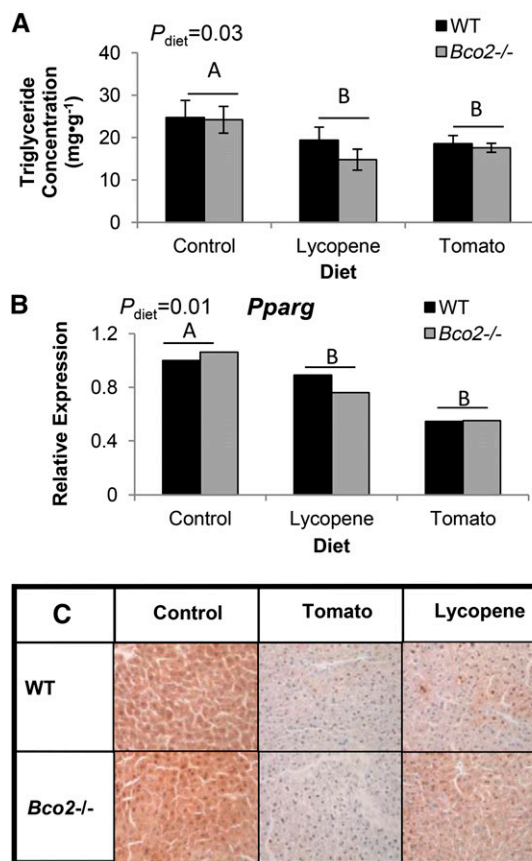 A
P diet=0.03
WT
Bco2-/-
Triglyceride
Concentration
(mg•g-1)
40
30
20
10
0
A
B
B
Control
Lycopene
Tomato
Diet
B
P diet=0.01
Pparg
WT
Bco2-/-
Relative Expression
1.2
0.8
0.4
0
A
B
B
Control
Lycopene
Tomato
Diet
C
Control
Tomato
Lycopene
WT
Bco2-/-